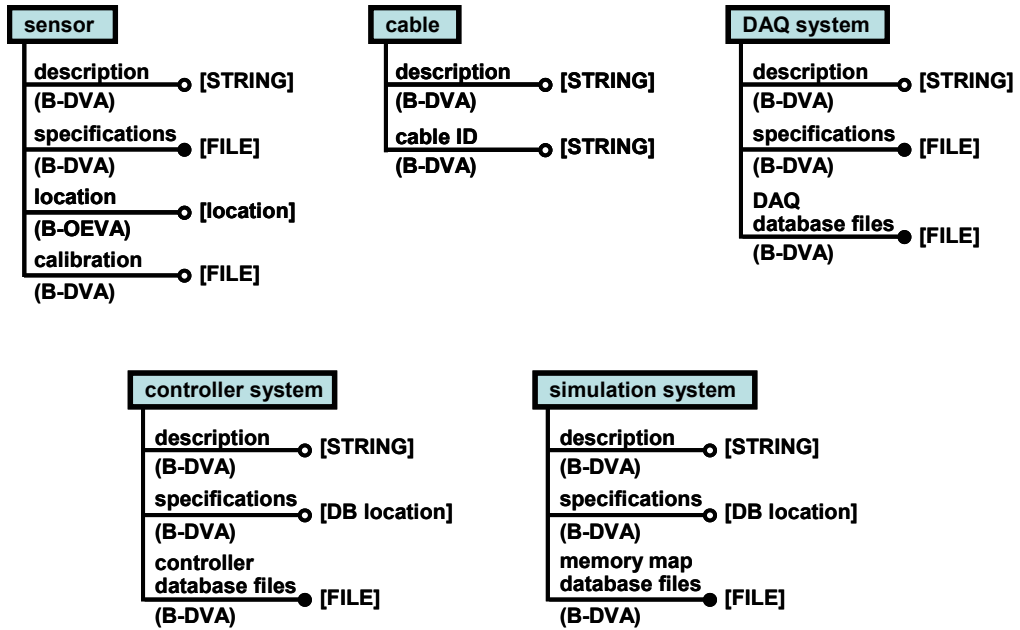 sensor
description
[STRING]
(B-DVA)
specifications
[FILE]
(B-DVA)
location
[location]
(B-OEVA)
calibration
[FILE]
(B-DVA)
cable
description
[STRING]
(B-DVA)
cable ID
[STRING]
(B-DVA)
DAQ system
description
[STRING]
(B-DVA)
specifications
[FILE]
(B-DVA)
DAQ
database files
[FILE]
(B-DVA)
controller system
description
[STRING]
(B-DVA)
specifications
[DB location]
(B-DVA)
controller
database files
[FILE]
(B-DVA)
simulation system
description
[STRING]
(B-DVA)
specifications
[DB location]
(B-DVA)
memory map
database files
[FILE]
(B-DVA)